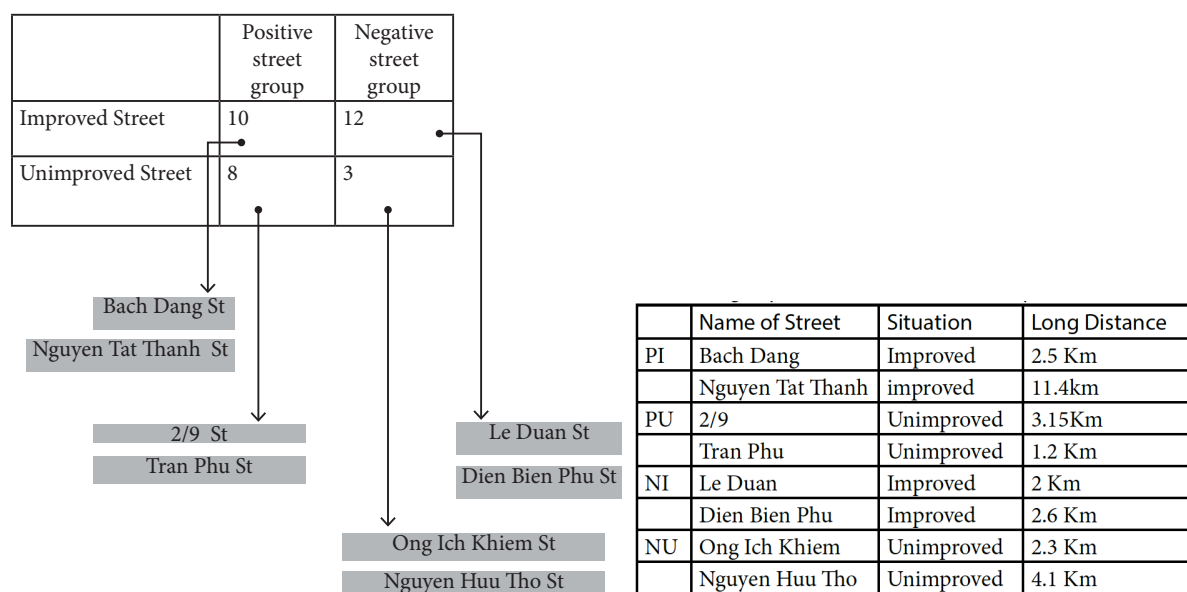 Positive
street
group
Negative
street
group
Improved Street 10 12
Unimproved Street 8 3
Bach Dang St
Nguyen Tat Thanh St
2/9 St
Tran Phu St
Le Duan St
Dien Bien Phu St
Ong Ich Khiem St
Nguyen Huu Tho St
Name of Street Situation Long Distance
PI Bach Dang Improved 2.5 Km
Nguyen Tat Thanh improved 11.4km
PU 2/9 Unimproved 3.15Km
Tran Phu Unimproved 1.2 Km
NI Le Duan Improved 2 Km
Dien Bien Phu Improved 2.6 Km
NU Ong Ich Khiem Unimproved 2.3 Km
Nguyen Huu Tho Unimproved 4.1 Km